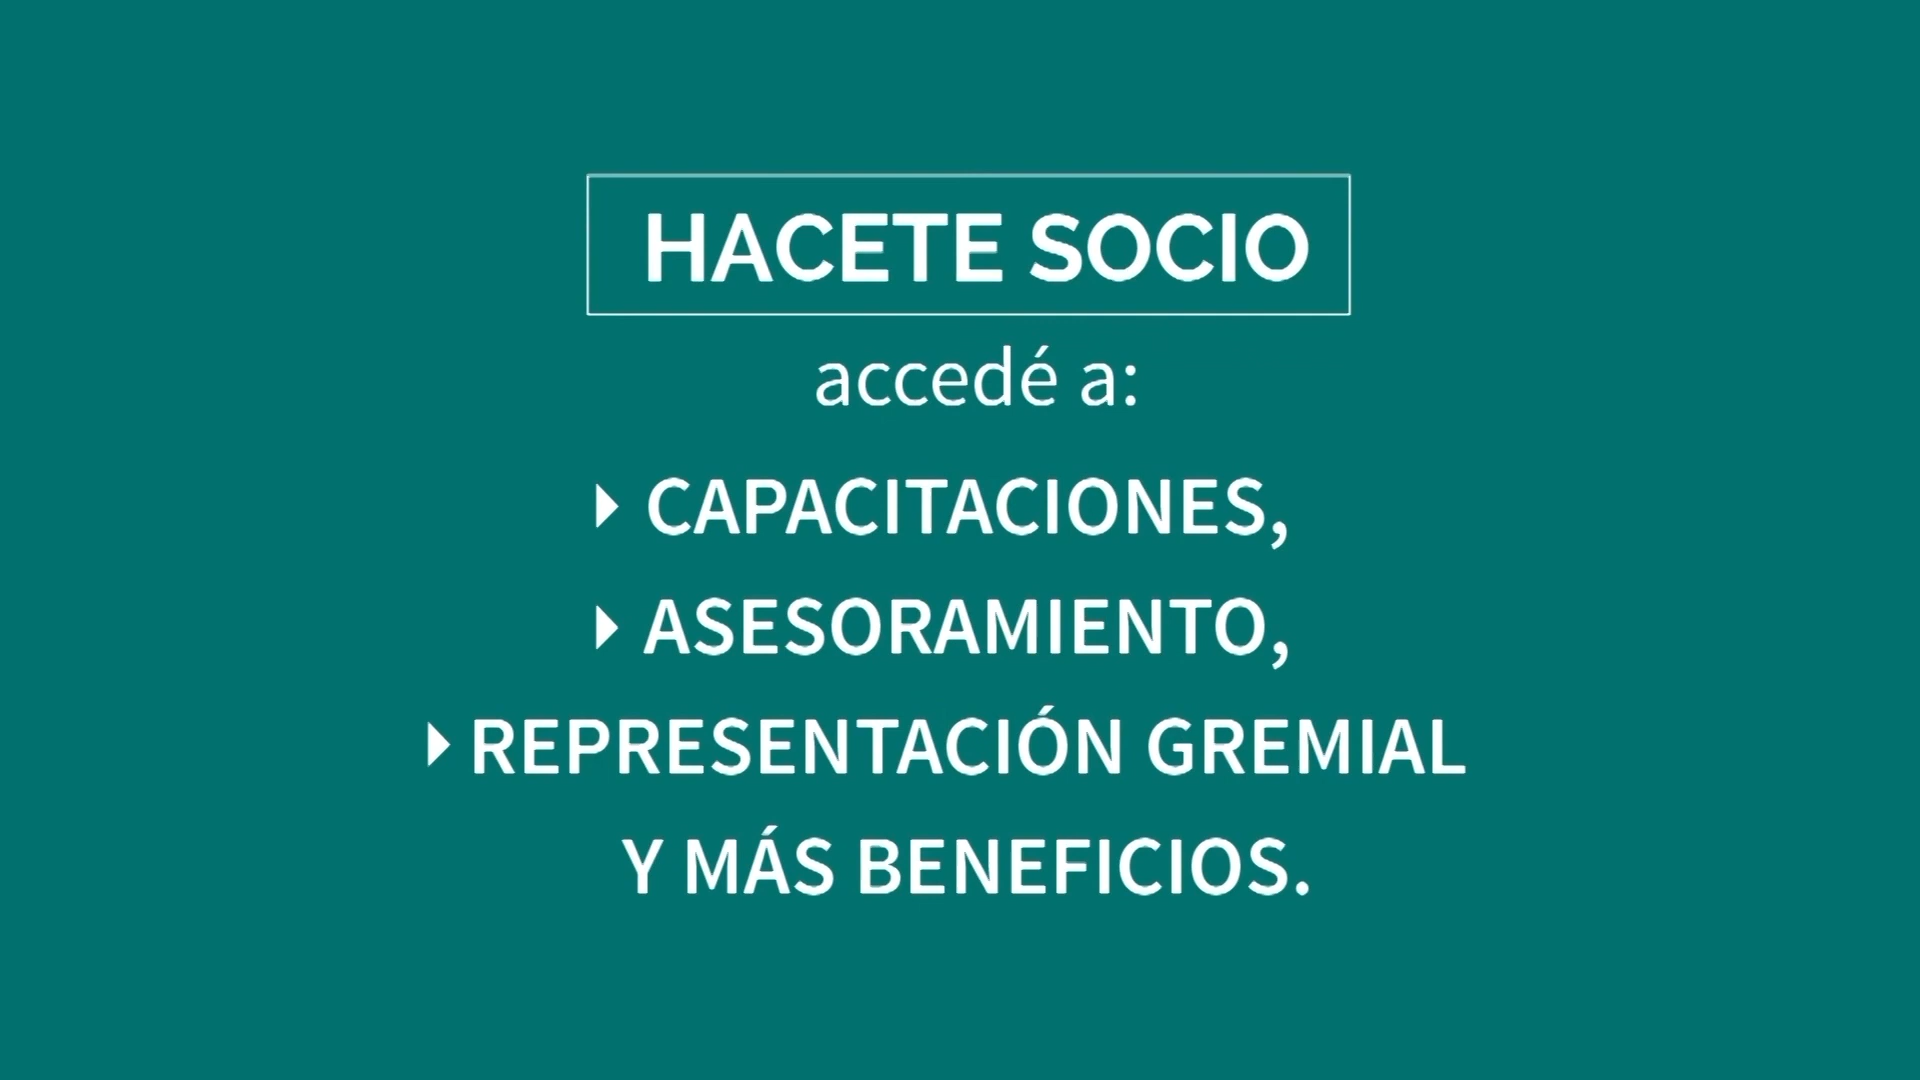 HACETE SOCIO
accedé a:
CAPACITACIONES,
ASESORAMIENTO,
REPRESENTACIÓN GREMIAL
Y MÁS BENEFICIOS.